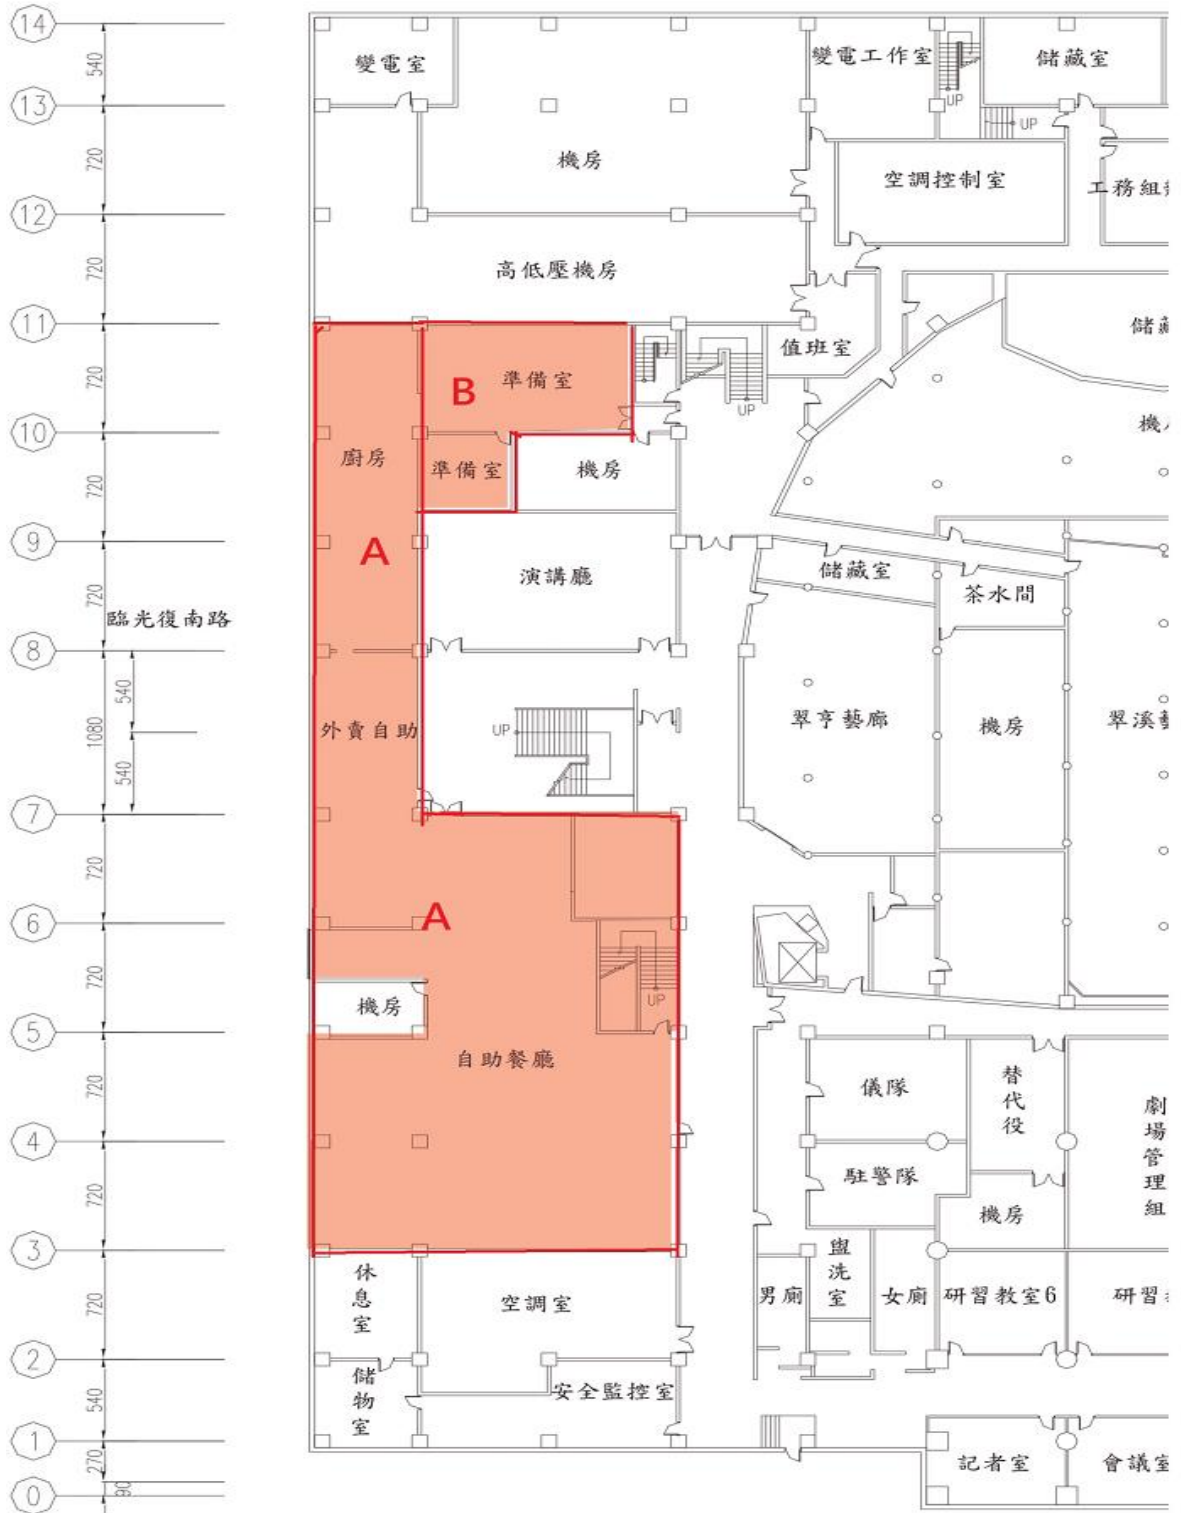 14
540
變電室
變電工作室
儲藏室
13
UP
UP
720
機房
空調控制室
工務組
12
720
高低壓機房
11
值班室
儲
720
B
準備室
UP
10
機
廚房
準備室
機房
720
A
9
演講廳
儲藏室
茶水間
720
臨光復南路
8
540
1080
外賣自助
UP
翠亨藝廊
機房
翠溪
540
7
720
A
6
720
UP
機房
5
自助餐廳
720
儀隊
替代役
劇場管理組
4
駐警隊
720
機房
3
休息室
盥洗室
720
空調室
男廁
女廁
研習教室6
研習
2
儲物室
安全監控室
540
1
270
記者室
會議室
90
0